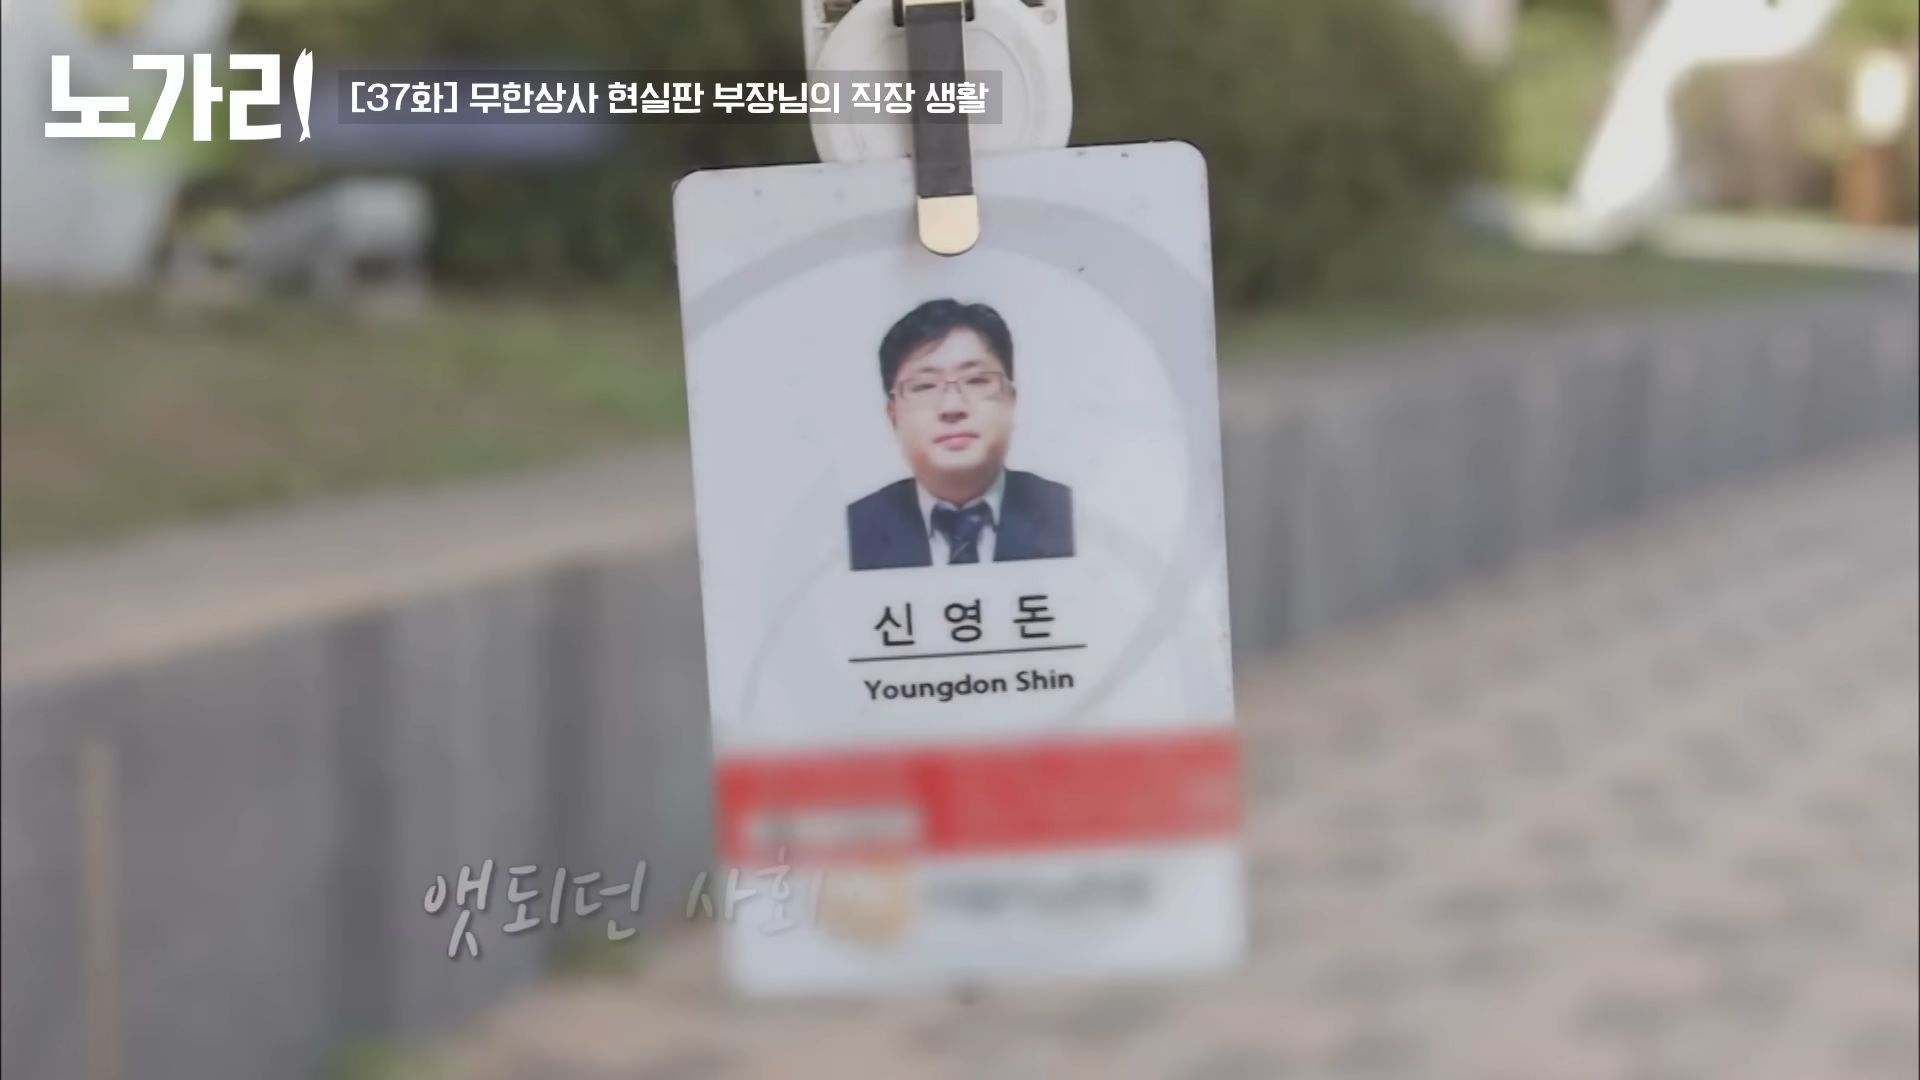 노가리
[37화] 무한상사 현실판 부장님의 직장 생활
신영돈
Youngdon Shin
앳되던 사회